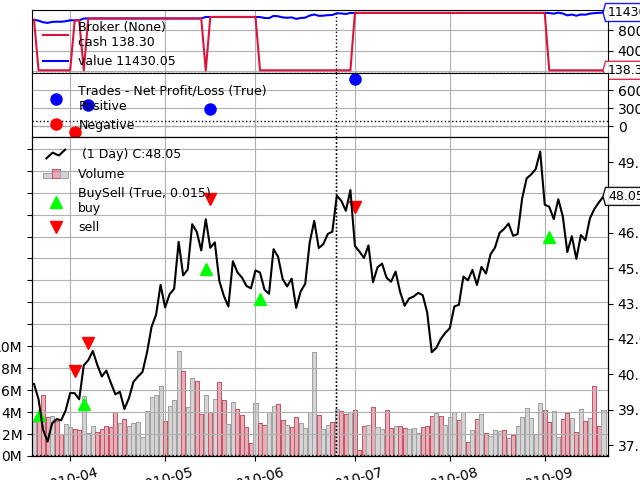 Broker (None)
cash 138.30
value 11430.05
11430
800
400
138.3
Trades - Net Profit/Loss (True)
Positive
Negative
600
300
0
(1 Day) C:48.05
Volume
BuySell (True, 0.015)
buy
sell
49.
48.05
46.
45.
43.
42.
40.
39.
37.
0M
8M
6M
4M
2M
0M
010-04
010-05
010-06
010-07
010-08
010-09